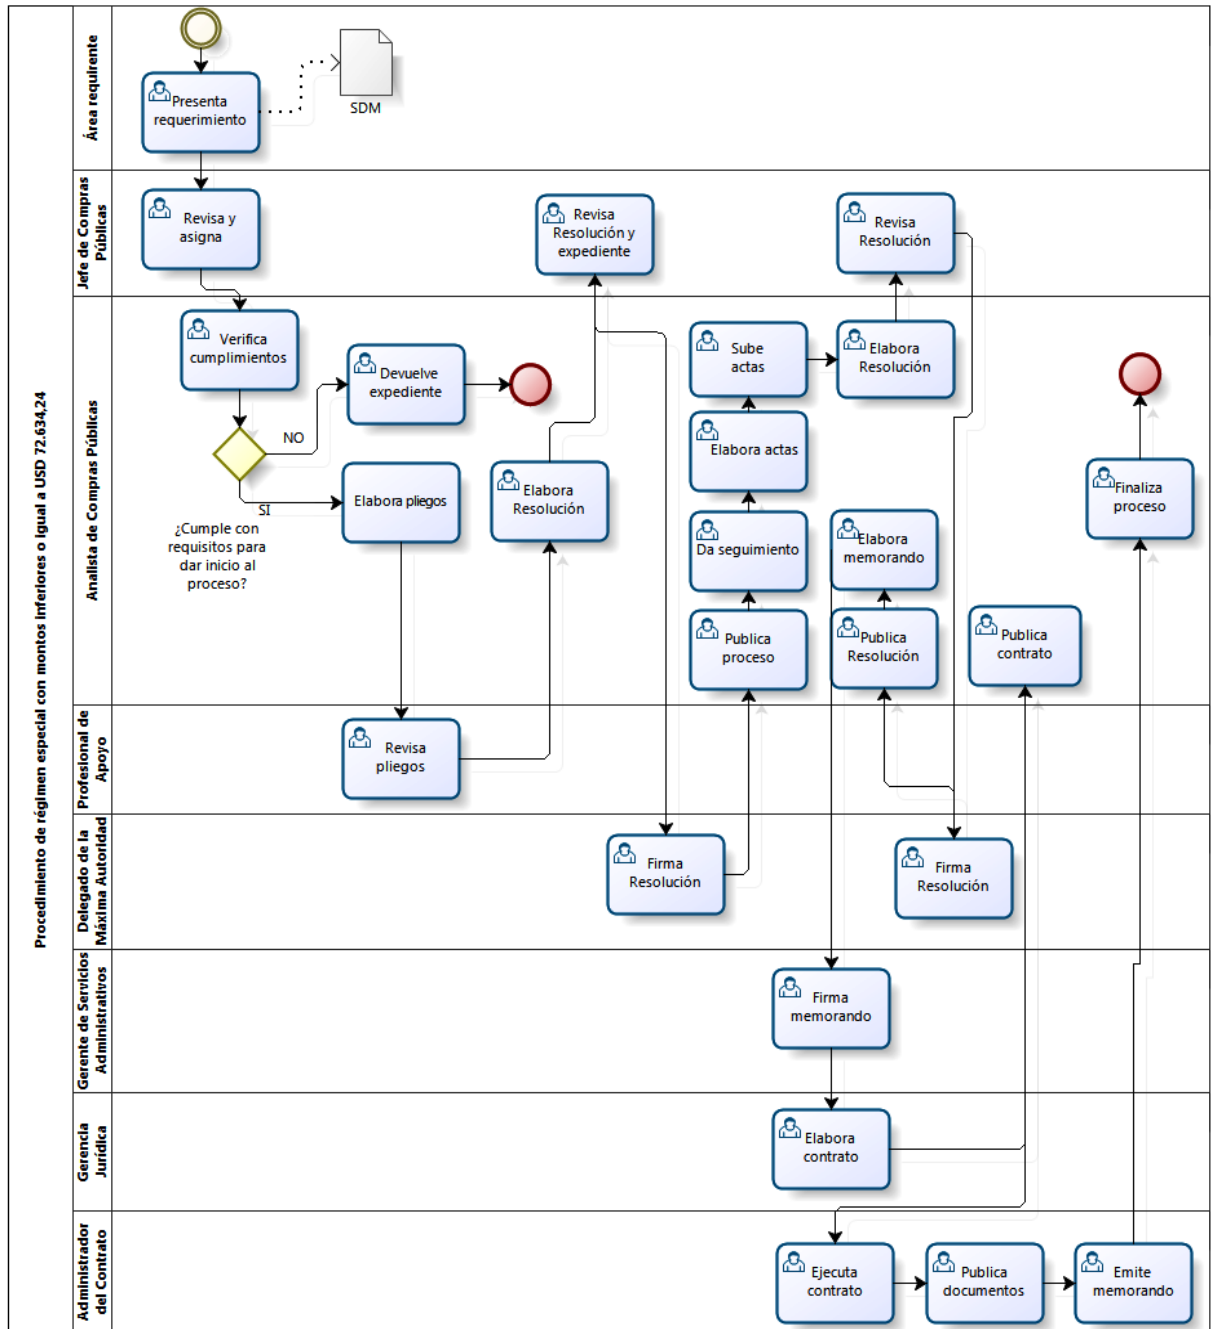 Procedimiento de régimen especial con montos inferiores o igual a USD 72.634,24
Área requirente
Presenta
requerimiento
SDM
Jefe de Compras
Públicas
Revisa y
asigna
Revisa
Resolución y
expediente
Revisa
Resolución
Analista de Compras Públicas
Verifica
cumplimientos
Devuelve
expediente
NO
SI
¿Cumple con
requisitos para
dar inicio al
proceso?
Elabora pliegos
Elabora
Resolución
Sube
actas
Elabora
Resolución
Elabora actas
Da seguimiento
Publica
proceso
Elabora
memorando
Publica
Resolución
Publica
contrato
Finaliza
proceso
Profesional de
Apoyo
Revisa
pliegos
Delegado de la
Máxima Autoridad
Firma
Resolución
Firma
Resolución
Gerente de Servicios
Administrativos
Firma
memorando
Gerencia
Jurídica
Elabora
contrato
Administrador
del Contrato
Ejecuta
contrato
Publica
documentos
Emite
memorando